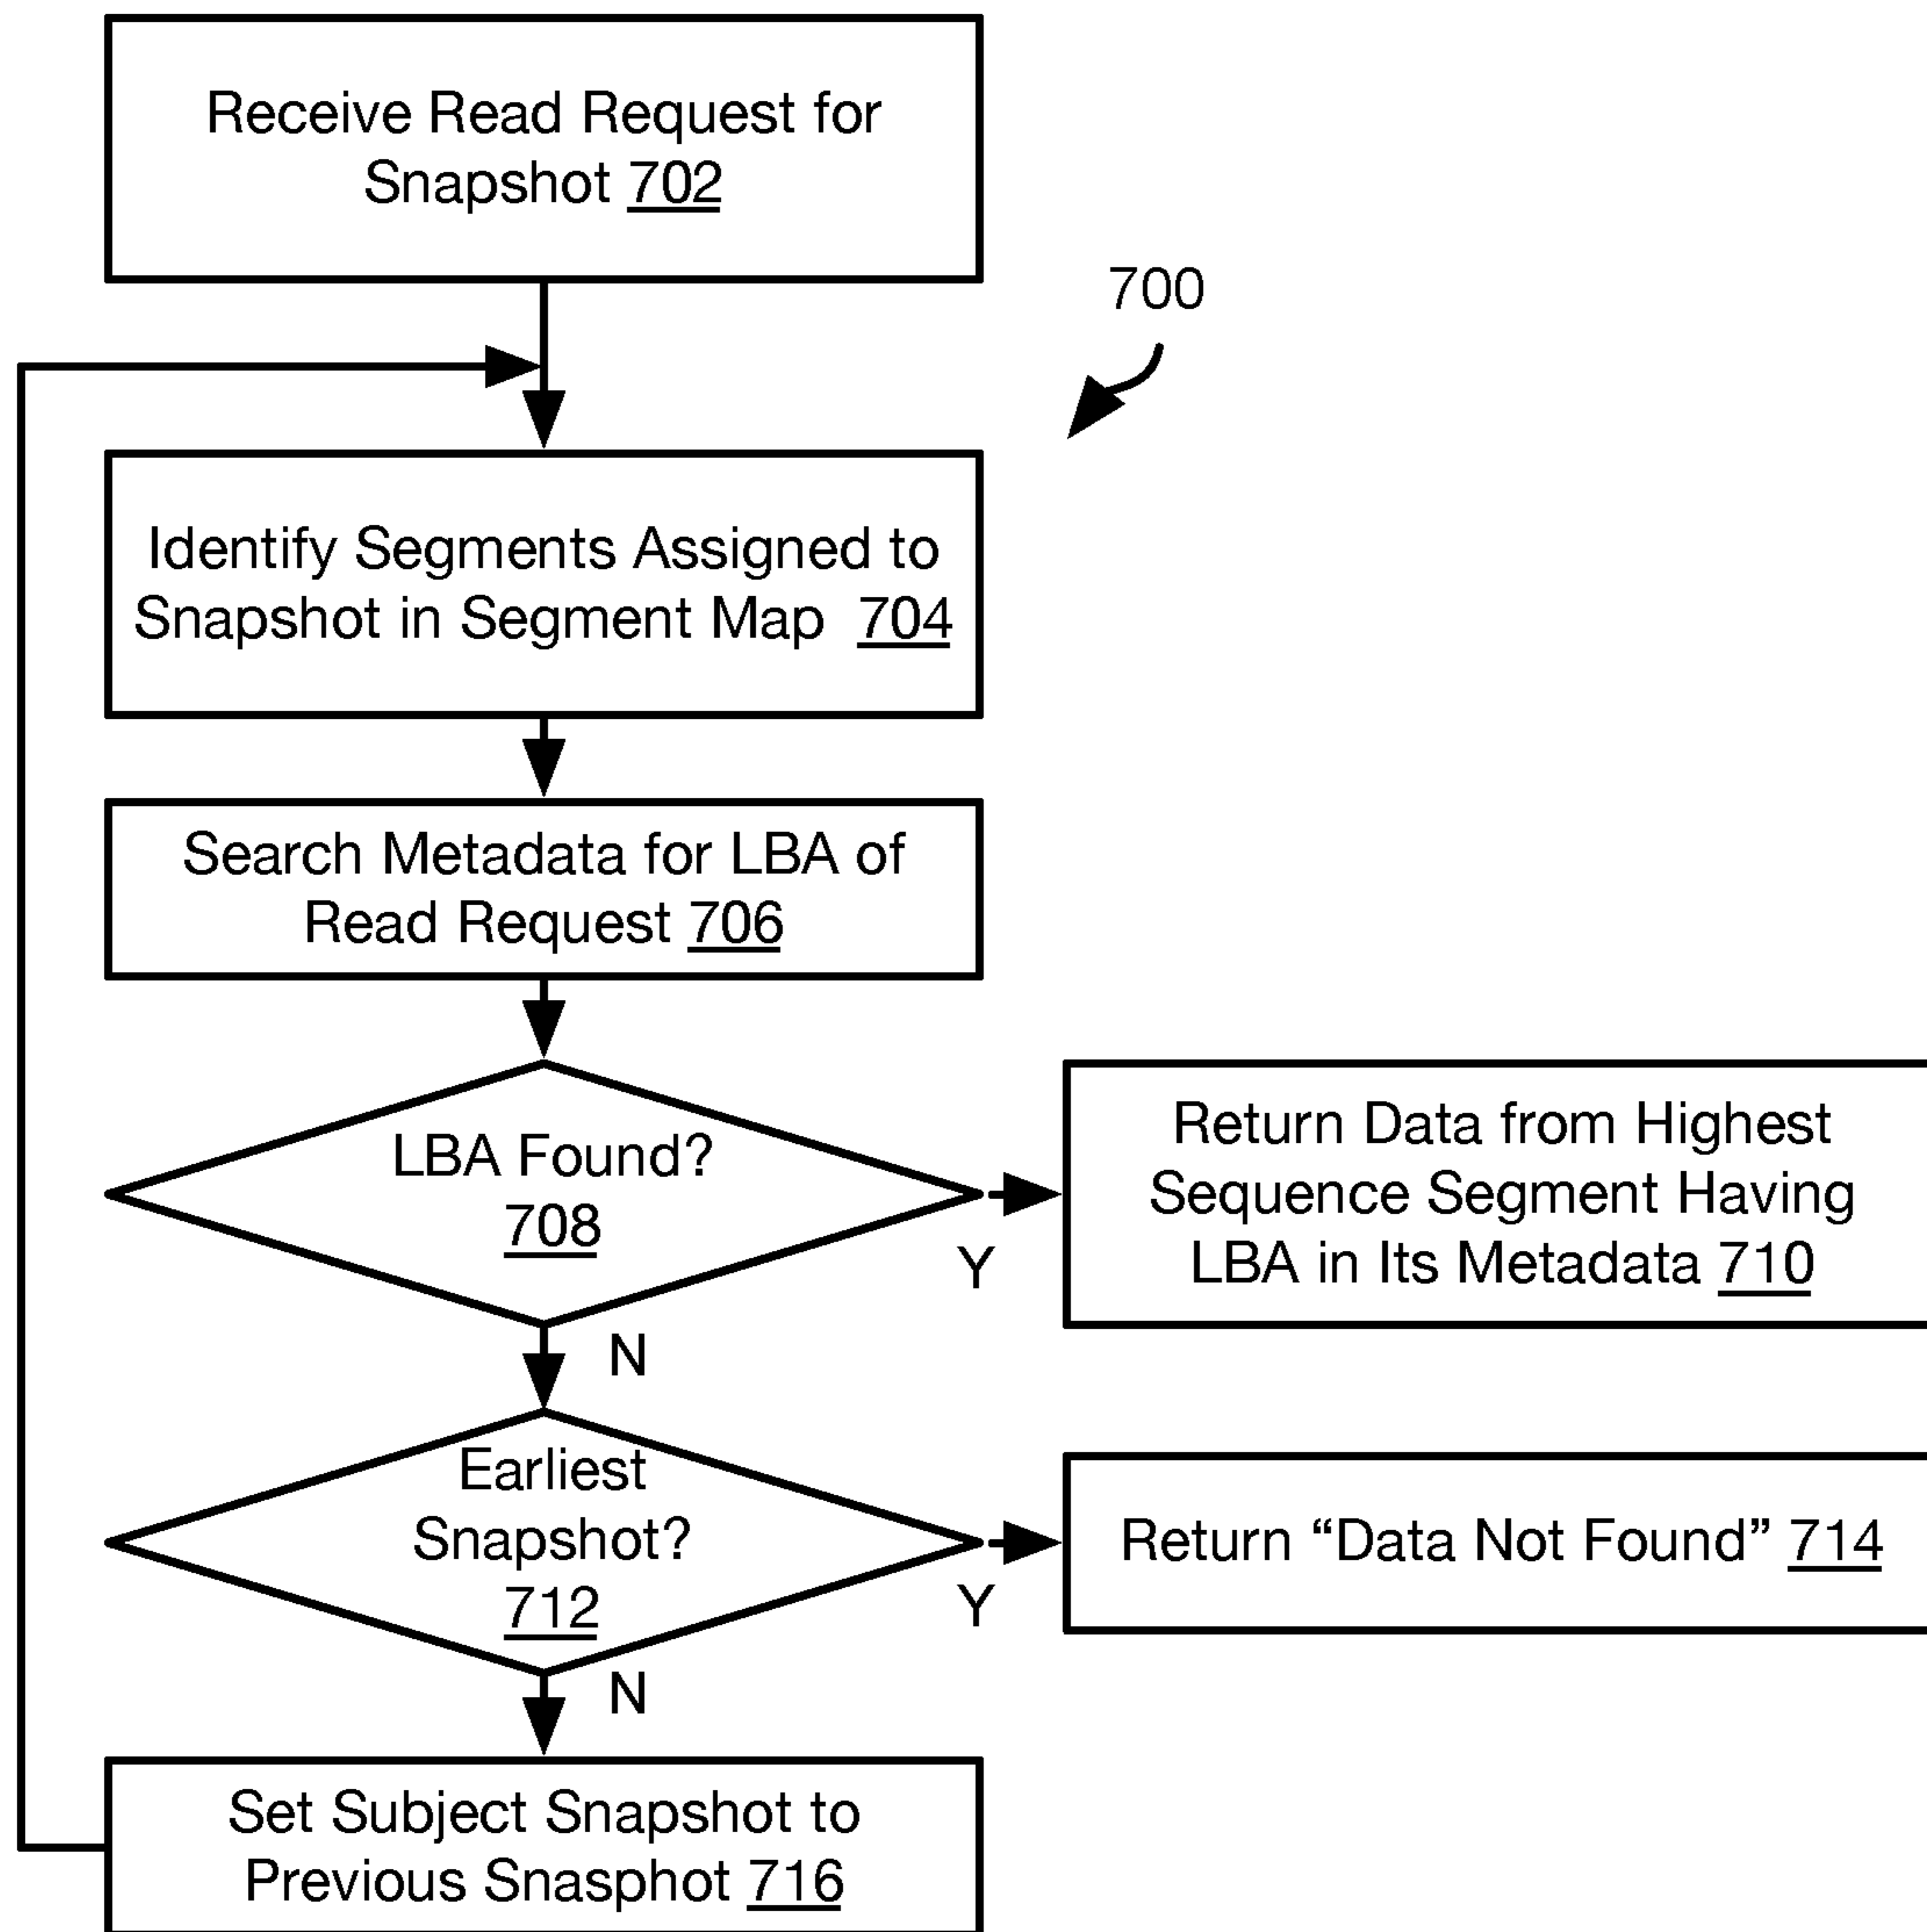 Receive Read Request for
Snapshot 702
700
Identify Segments Assigned to
Snapshot in Segment Map 704
Search Metadata for LBA of
Read Request 706
LBA Found?
708
Y
N
Return Data from Highest
Sequence Segment Having
LBA in Its Metadata 710
Earliest
Snapshot?
712
Y
N
Return “Data Not Found” 714
Set Subject Snapshot to
Previous Snasphot 716